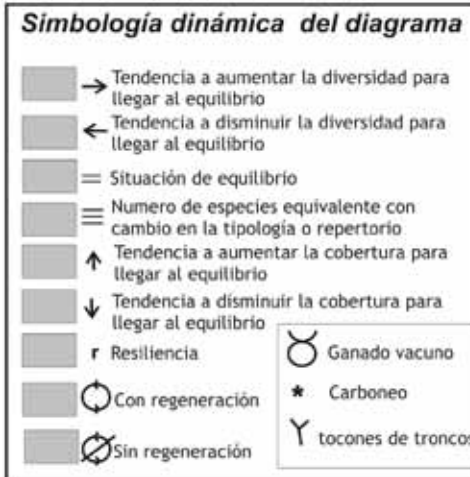 Simbología dinámica del diagrama
→ Tendencia a aumentar la diversidad para
llegar al equilibrio
← Tendencia a disminuir la diversidad para
llegar al equilibrio
= Situación de equilibrio
≡ Numero de especies equivalente con
cambio en la tipología o repertorio
↑ Tendencia a aumentar la cobertura para
llegar al equilibrio
↓ Tendencia a disminuir la cobertura para
llegar al equilibrio
r Resiliencia
Con regeneración
Sin regeneración
Ganado vacuno
* Carboneo
tocones de troncos